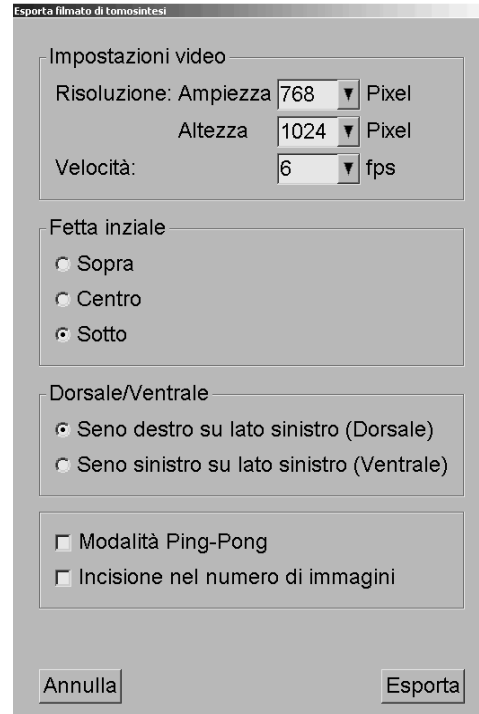 Esporta filmato di tomosintesi
Impostazioni video
Risoluzione: Ampiezza 768 Pixel
Altezza 1024 Pixel
Velocità: 6 fps
Fetta inziale
Sopra
Centro
Sotto
Dorsale/Ventrale
Seno destro su lato sinistro (Dorsale)
Seno sinistro su lato sinistro (Ventrale)
Modalità Ping-Pong
Incisione nel numero di immagini
Annulla Esporta